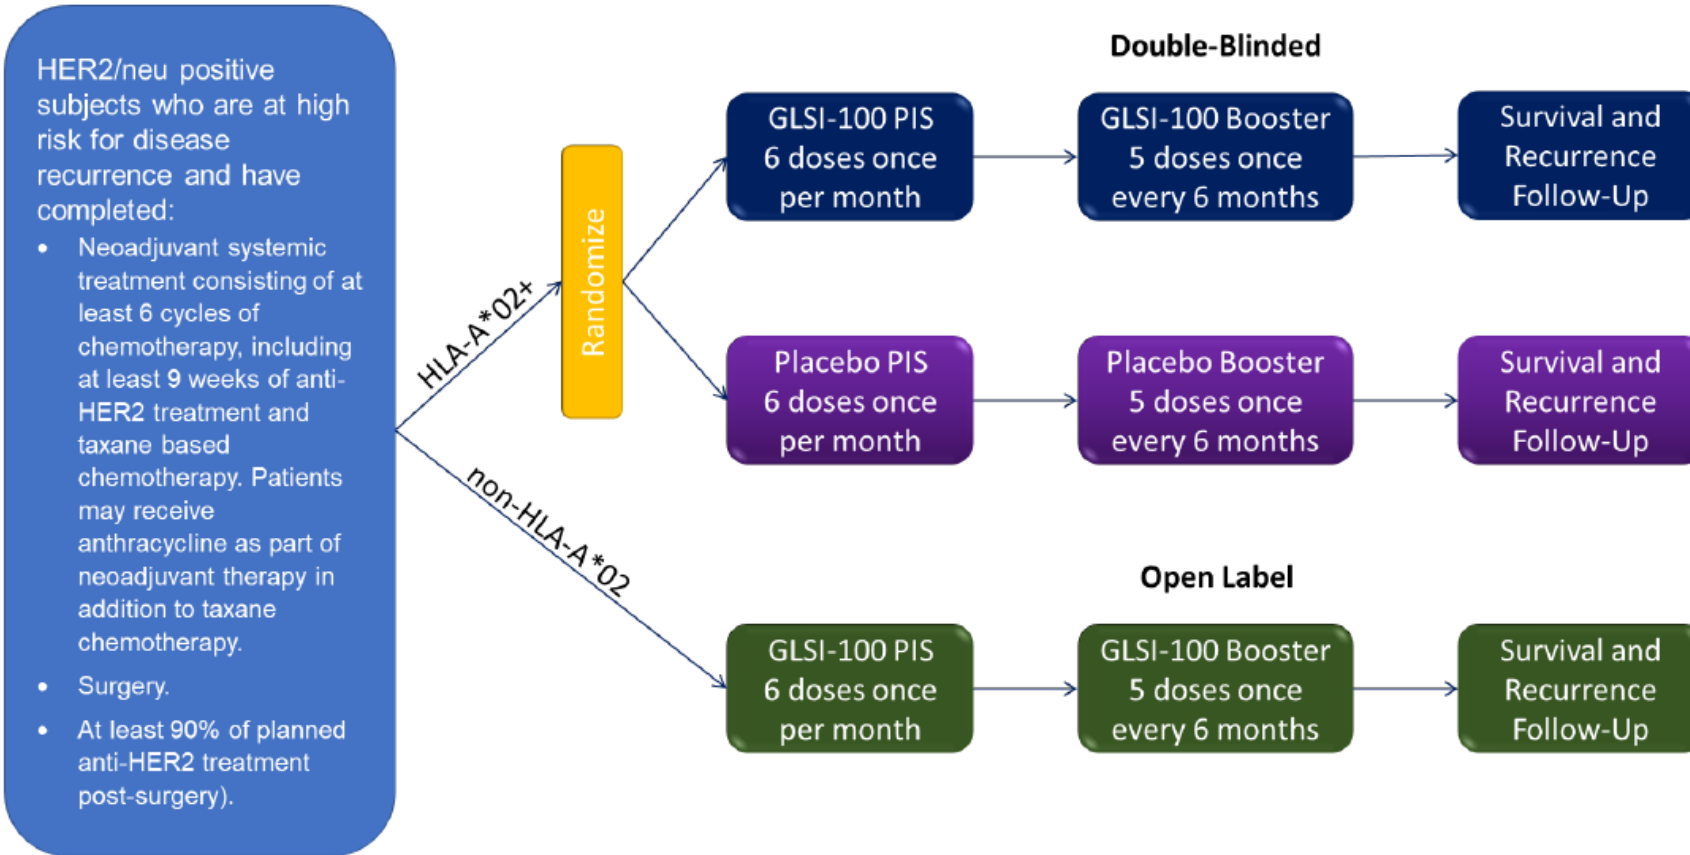 HER2/neu positive
subjects who are at high
risk for disease
recurrence and have
completed:
• Neoadjuvant systemic
treatment consisting of at
least 6 cycles of
chemotherapy, including
at least 9 weeks of anti-
HER2 treatment and
taxane based
chemotherapy. Patients
may receive
anthracycline as part of
neoadjuvant therapy in
addition to taxane
chemotherapy.
• Surgery.
• At least 90% of planned
anti-HER2 treatment
post-surgery).
HLA-A*02+
non-HLA-A*02
Randomize
Double-Blinded
GLSI-100 PIS
6 doses once
per month
GLSI-100 Booster
5 doses once
every 6 months
Survival and
Recurrence
Follow-Up
Placebo PIS
6 doses once
per month
Placebo Booster
5 doses once
every 6 months
Survival and
Recurrence
Follow-Up
Open Label
GLSI-100 PIS
6 doses once
per month
GLSI-100 Booster
5 doses once
every 6 months
Survival and
Recurrence
Follow-Up